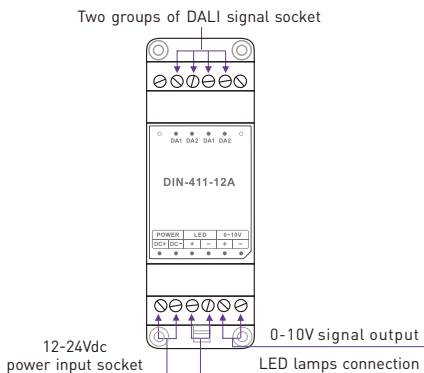 Two groups of DALI signal socket
DA1 DA2 DA1 DA2
DIN-411-12A
POWER LED 0-10V
DC+ DC- + - + -
12-24Vdc
power input socket
0-10V signal output
LED lamps connection